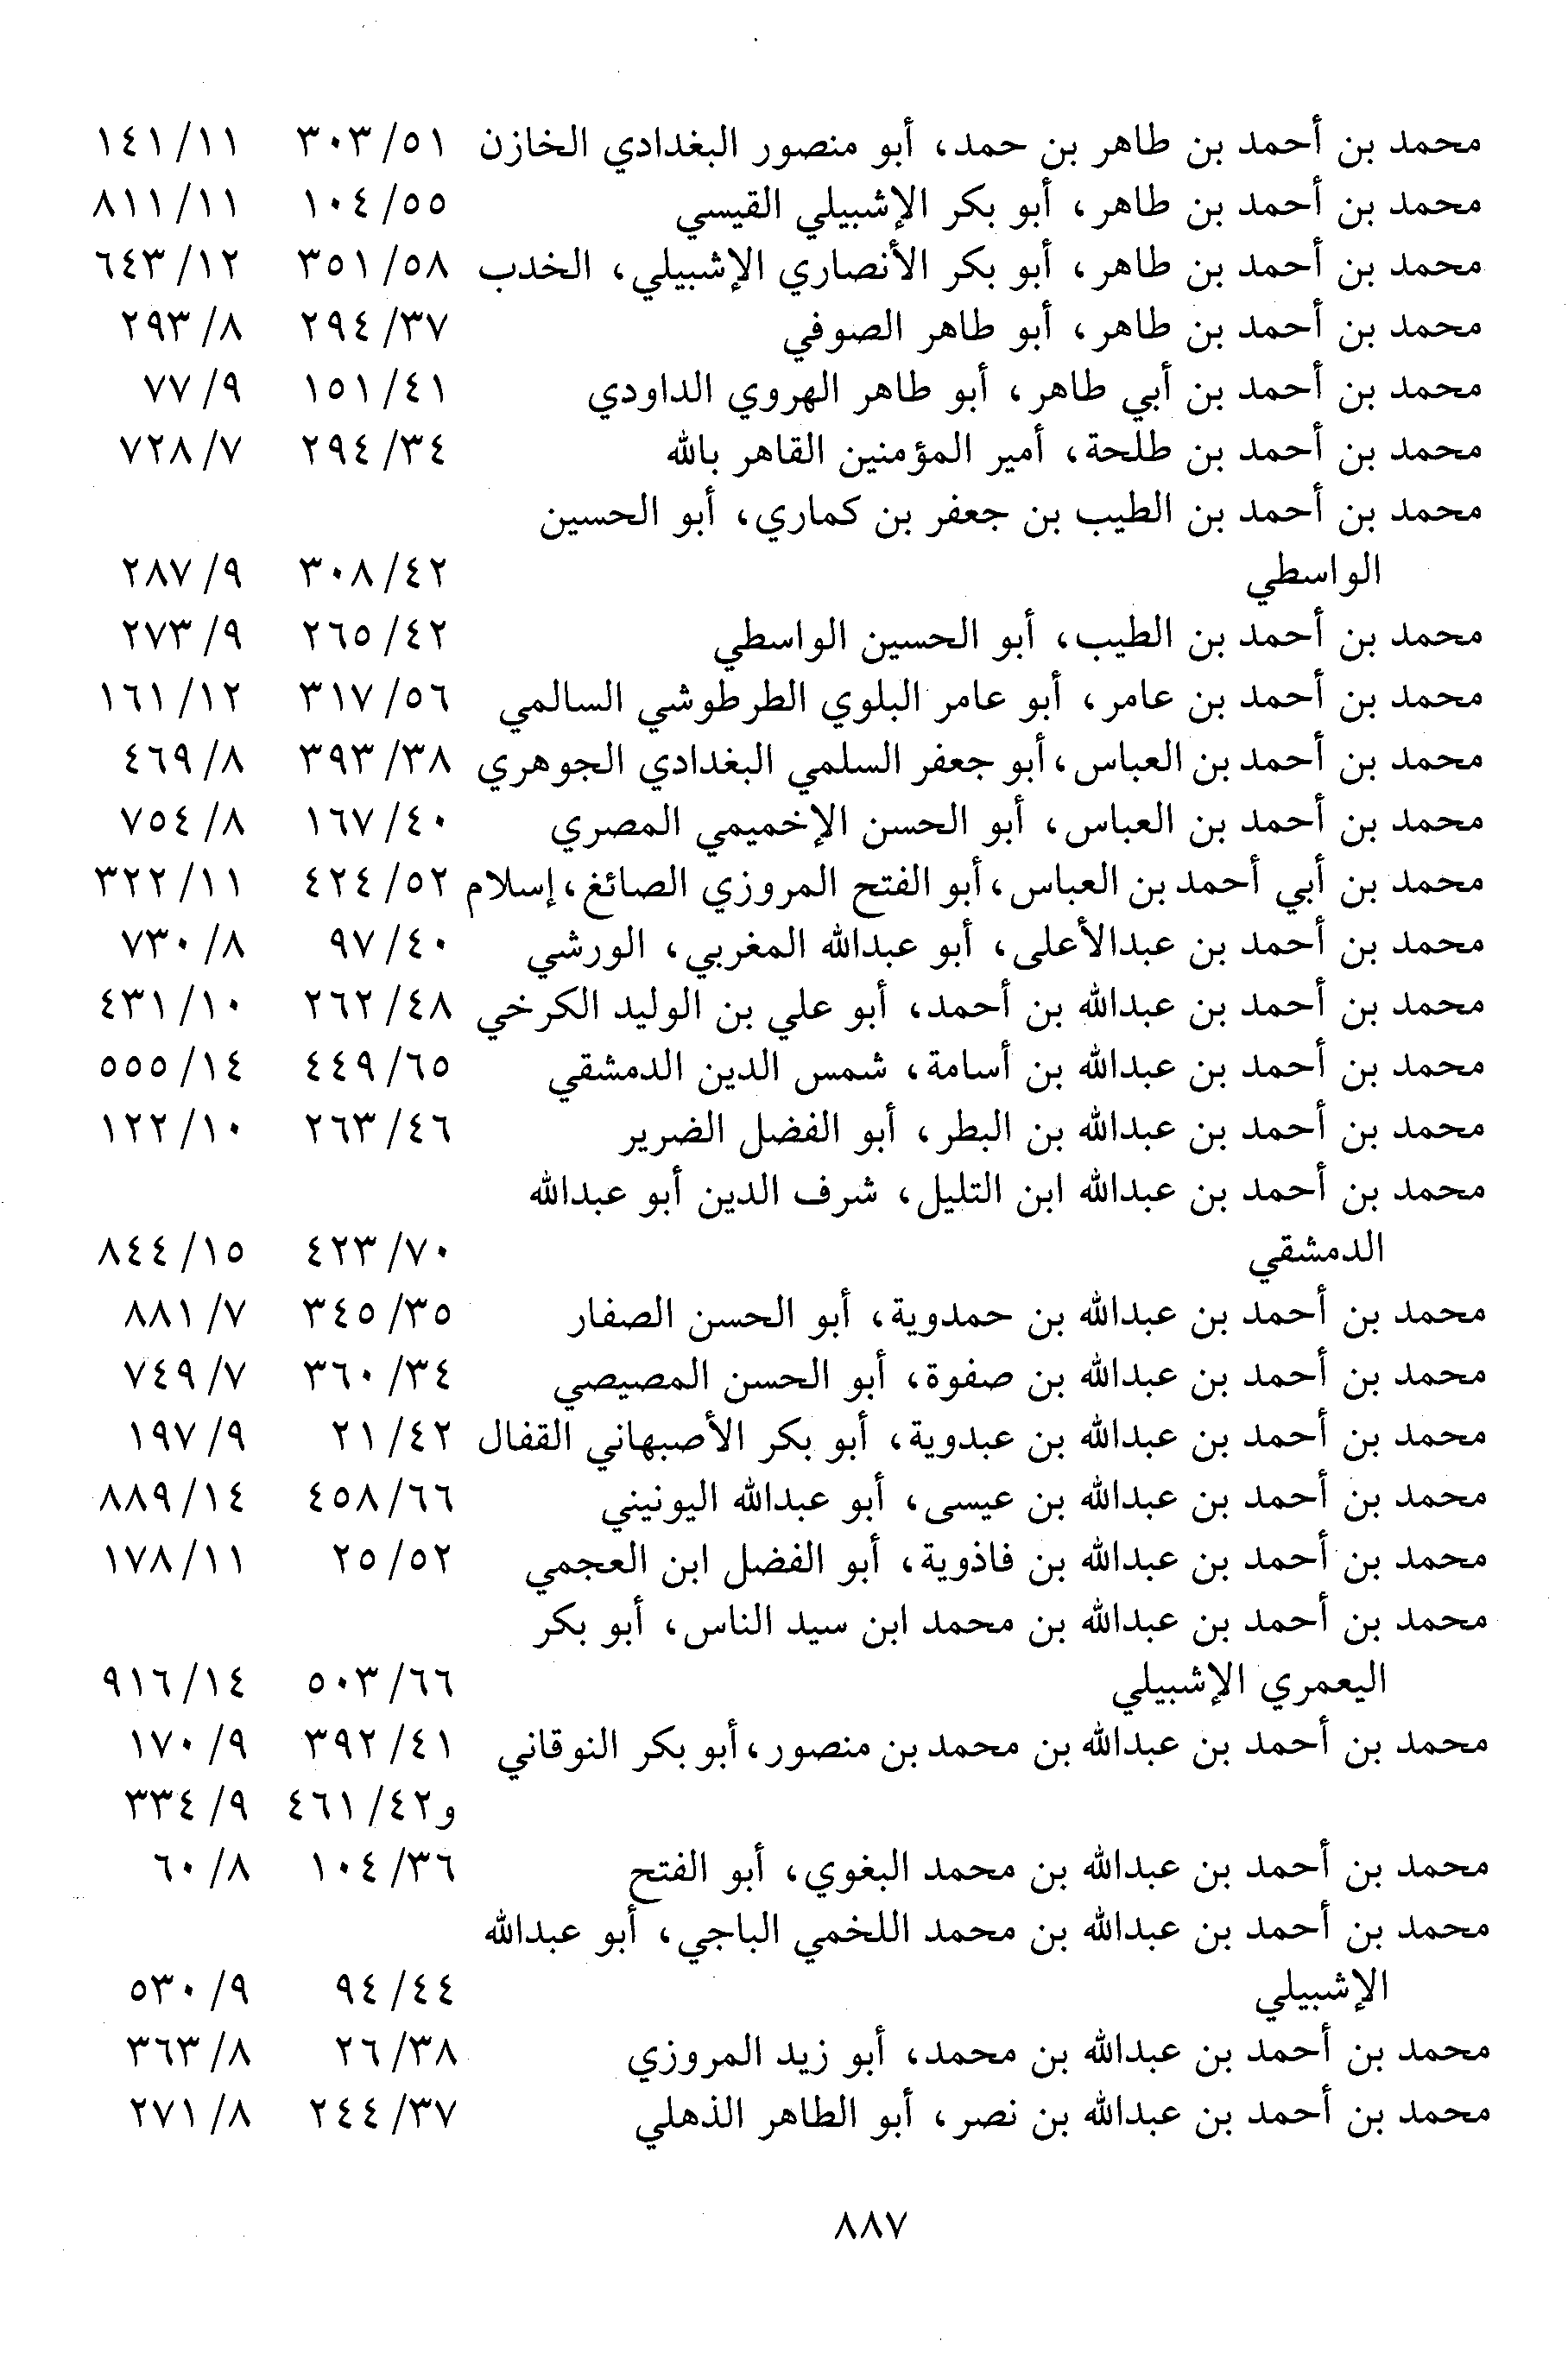 محمد بن أحمد بن طاهر بن حمد، أبو منصور البغدادي الخازن ٥١/ ٣٠٣ ١١/ ١٤١
محمد بن أحمد بن طاهر، أبو بكر الإشبيلي القيسي ٥٥/ ١٠٤ ١١/ ٨١١
محمد بن أحمد بن طاهر، أبو بكر الأنصاري الإشبيلي، الخدب ٥٨/ ٣٥١ ١٢/ ٦٤٣
محمد بن أحمد بن طاهر، أبو طاهر الصوفي ٣٧/ ٢٩٤ ٨/ ٢٩٣
محمد بن أحمد بن أبي طاهر، أبو طاهر الهروي الداودي ٤١/ ١٥١ ٩/ ٧٧
محمد بن أحمد بن طلحة، أمير المؤمنين القاهر بالله ٣٤/ ٢٩٤ ٧/ ٧٢٨
محمد بن أحمد بن الطيب بن جعفر بن كماري، أبو الحسين
الواسطي ٤٢/ ٣٠٨ ٩/ ٢٨٧
محمد بن أحمد بن الطيب، أبو الحسين الواسطي ٤٢/ ٢٦٥ ٩/ ٢٧٣
محمد بن أحمد بن عامر، أبو عامر البلوي الطرطوشي السالمي ٥٦/ ٣١٧ ١٢/ ١٦١
محمد بن أحمد بن العباس، أبو جعفر السلمي البغدادي الجوهري ٣٨/ ٣٩٣ ٨/ ٤٦٩
محمد بن أحمد بن العباس، أبو الحسن الإخميمي المصري ٤٠/ ١٦٧ ٨/ ٧٥٤
محمد بن أبي أحمد بن العباس، أبو الفتح المروزي الصائغ، إسلام ٥٢/ ٤٢٤ ١١/ ٣٢٢
محمد بن أحمد بن عبدالأعلى، أبو عبدالله المغربي، الورشي ٤٠/ ٩٧ ٨/ ٧٣٠
محمد بن أحمد بن عبدالله بن أحمد، أبو علي بن الوليد الكرخي ٤٨/ ٢٦٢ ١٠/ ٤٣١
محمد بن أحمد بن عبدالله بن أسامة، شمس الدين الدمشقي ٦٥/ ٤٤٩ ١٤/ ٥٥٥
محمد بن أحمد بن عبدالله بن البطر، أبو الفضل الضرير ٤٦/ ٢٦٣ ١٠/ ١٢٢
محمد بن أحمد بن عبدالله ابن التليل، شرف الدين أبو عبدالله
الدمشقي ٧٠/ ٤٢٣ ١٥/ ٨٤٤
محمد بن أحمد بن عبدالله بن حمدوية، أبو الحسن الصفار ٣٥/ ٣٤٥ ٧/ ٨٨١
محمد بن أحمد بن عبدالله بن صفوة، أبو الحسن المصيصي ٣٤/ ٣٦٠ ٧/ ٧٤٩
محمد بن أحمد بن عبدالله بن عبدوية، أبو بكر الأصبهاني القفال ٤٢/ ٢١ ٩/ ١٩٧
محمد بن أحمد بن عبدالله بن عيسى، أبو عبدالله اليونيني ٦٦/ ٤٥٨ ١٤/ ٨٨٩
محمد بن أحمد بن عبدالله بن فاذوية، أبو الفضل ابن العجمي ٥٢/ ٢٥ ١١/ ١٧٨
محمد بن أحمد بن عبدالله بن محمد ابن سيد الناس، أبو بكر
اليعمري الإشبيلي ٦٦/ ٥٠٣ ١٤/ ٩١٦
محمد بن أحمد بن عبدالله بن محمد بن منصور، أبو بكر النوقاني ٤١/ ٣٩٢ ٩/ ١٧٠
و٤٢/ ٤٦١ ٩/ ٣٣٤
محمد بن أحمد بن عبدالله بن محمد البغوي، أبو الفتح ٣٦/ ١٠٤ ٨/ ٦٠
محمد بن أحمد بن عبدالله بن محمد اللخمي الباجي، أبو عبدالله
الإشبيلي ٤٤/ ٩٤ ٩/ ٥٣٠
محمد بن أحمد بن عبدالله بن محمد، أبو زيد المروزي ٣٨/ ٢٦ ٨/ ٣٦٣
محمد بن أحمد بن عبدالله بن نصر، أبو الطاهر الذهلي ٣٧/ ٢٤٤ ٨/ ٢٧١
٨٨٧